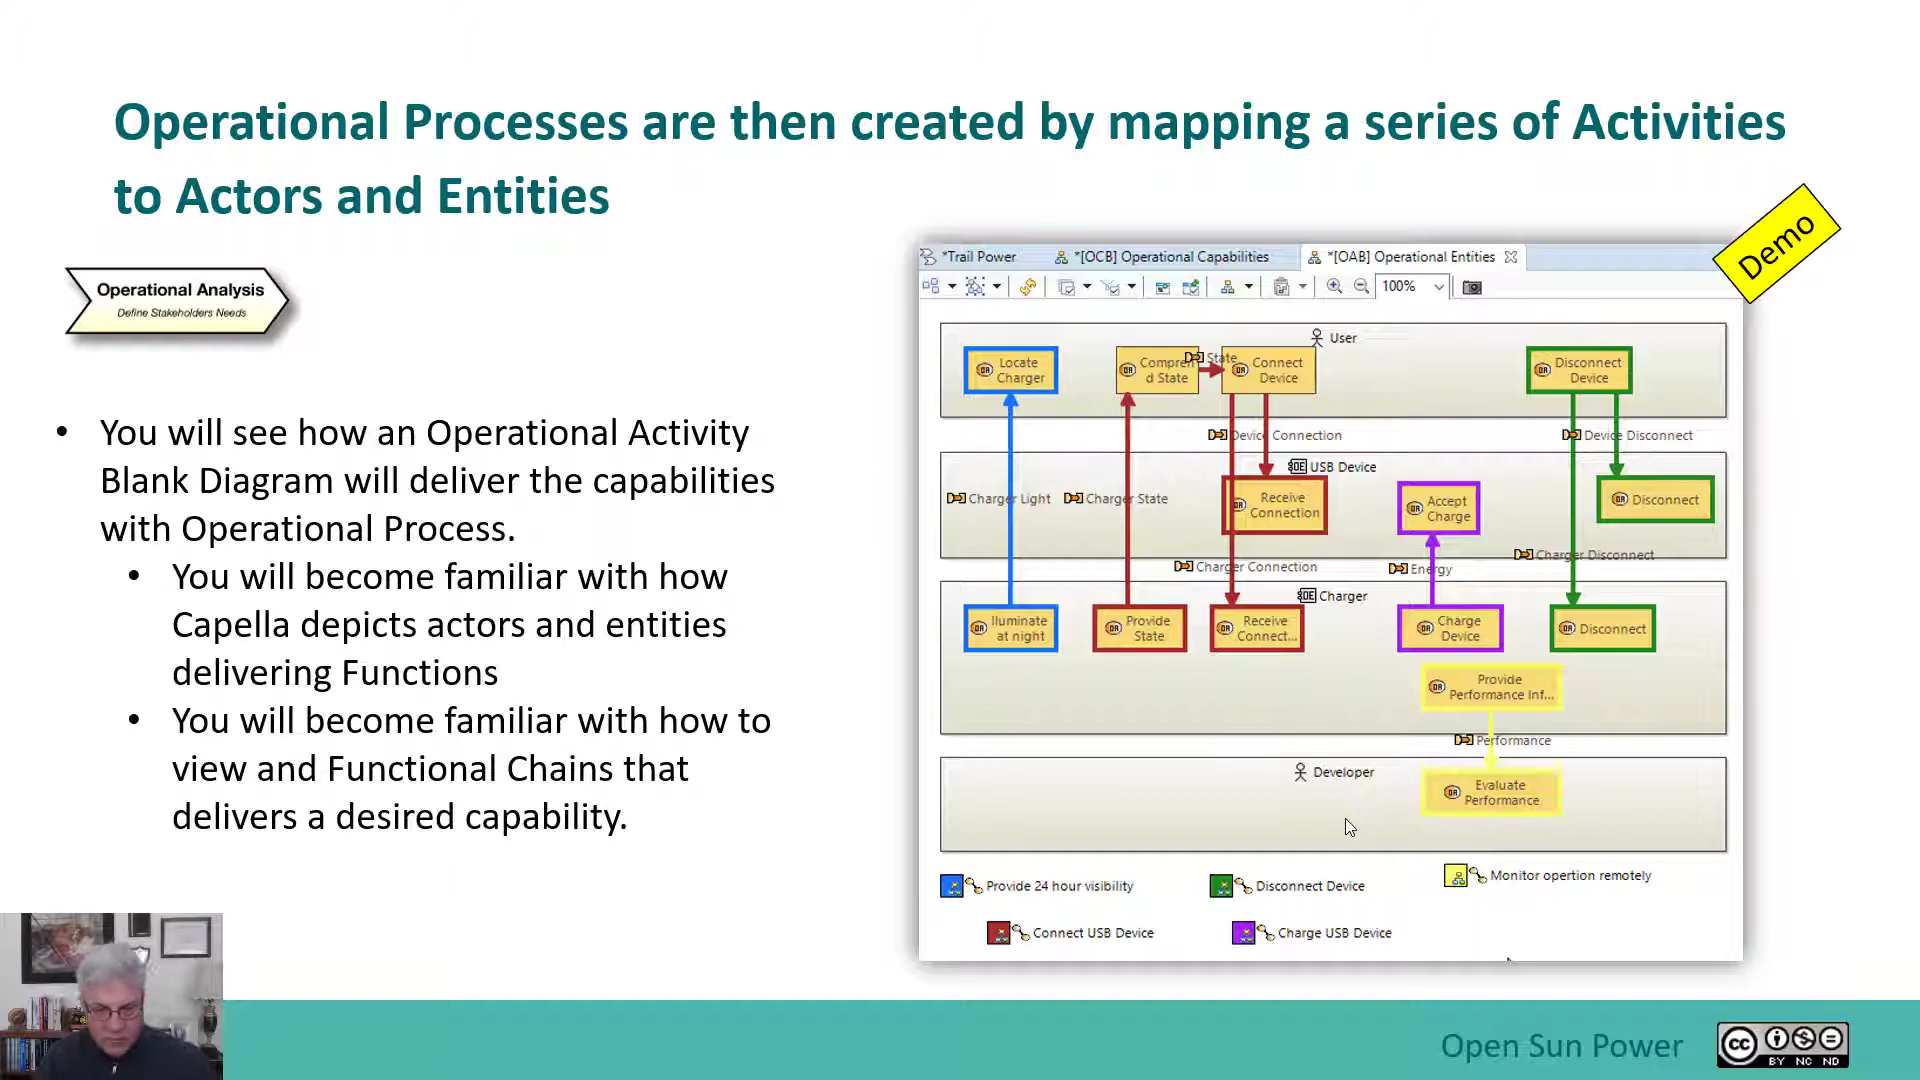 Operational Processes are then created by mapping a series of Activities
to Actors and Entities
Demo
Operational Analysis
Define Stakeholders Needs
• You will see how an Operational Activity
Blank Diagram will deliver the capabilities
with Operational Process.
• You will become familiar with how
Capella depicts actors and entities
delivering Functions
• You will become familiar with how to
view and Functional Chains that
delivers a desired capability.
*Trail Power
*[OCB] Operational Capabilities
*[OAB] Operational Entities
100%
User
Locate
Charger
Compren
d State
State
Connect
Device
Disconnect
Device
Device Connection
Device Disconnect
OE USB Device
Charger Light
Charger State
Receive
Connection
Accept
Charge
Disconnect
Charger Disconnect
Charger Connection
Energy
OE Charger
Iluminate
at night
Provide
State
Receive
Connect...
Charge
Device
Disconnect
Provide
Performance Inf...
Performance
Developer
Evaluate
Performance
Provide 24 hour visibility
Disconnect Device
Monitor opertion remotely
Connect USB Device
Charge USB Device
Open Sun Power
cc
BY NC ND